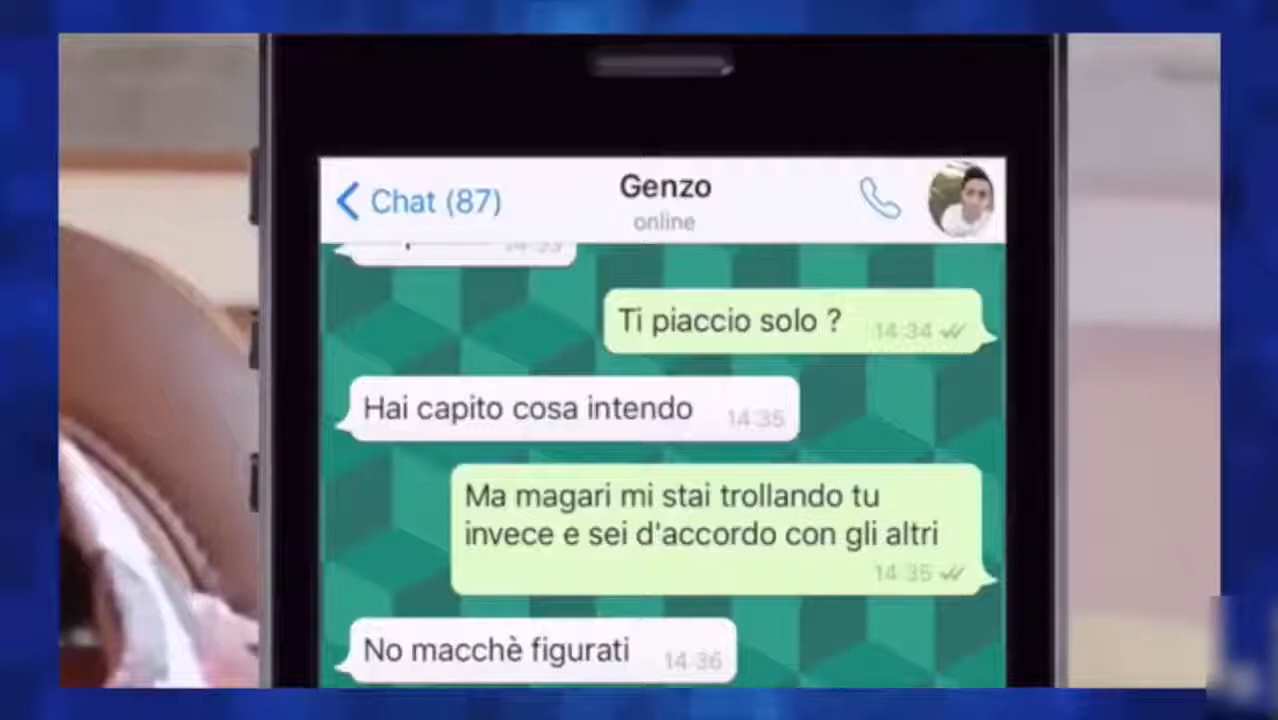 Chat (87)
Genzo
online
Ti piaccio solo ?
14:34
Hai capito cosa intendo
14:35
Ma magari mi stai trollando tu
invece e sei d'accordo con gli altri
14:35
No macchè figurati
14:36